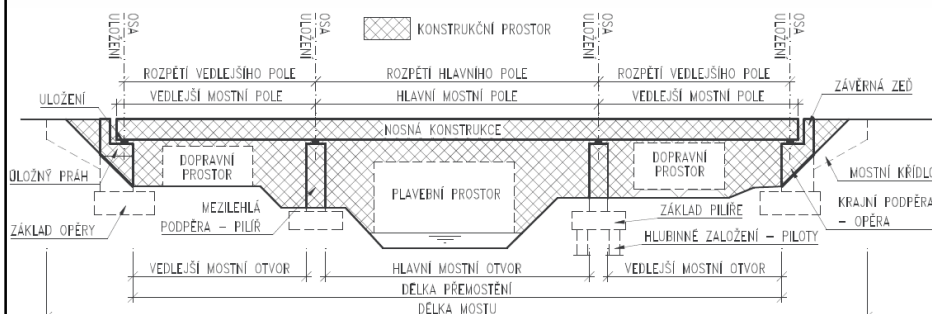 OSA
ULOŽENÍ
OSA
ULOŽENÍ
KONSTRUKČNÍ PROSTOR
OSA
ULOŽENÍ
OSA
ULOŽENÍ
ROZPĚTÍ VEDLEJŠÍHO POLE
ROZPĚTÍ HLAVNÍHO POLE
ROZPĚTÍ VEDLEJŠÍHO POLE
ULOŽENÍ
VEDLEJŠÍ MOSTNÍ POLE
HLAVNÍ MOSTNÍ POLE
VEDLEJŠÍ MOSTNÍ POLE
ZÁVĚRNÁ ZEĎ
NOSNÁ KONSTRUKCE
DOPRAVNÍ
PROSTOR
DOPRAVNÍ
PROSTOR
ÚLOŽNÝ PRÁH
PLAVEBNÍ PROSTOR
MOSTNÍ KŘÍDLO
MEZILEHLÁ
PODPĚRA - PILÍŘ
ZÁKLAD OPĚRY
ZÁKLAD PILÍŘE
KRAJNÍ PODPĚRA
- OPĚRA
HLUBINNÉ ZALOŽENÍ - PILOTY
VEDLEJŠÍ MOSTNÍ OTVOR
HLAVNÍ MOSTNÍ OTVOR
VEDLEJŠÍ MOSTNÍ OTVOR
DÉLKA PŘEMOSTĚNÍ
DÉLKA MOSTU